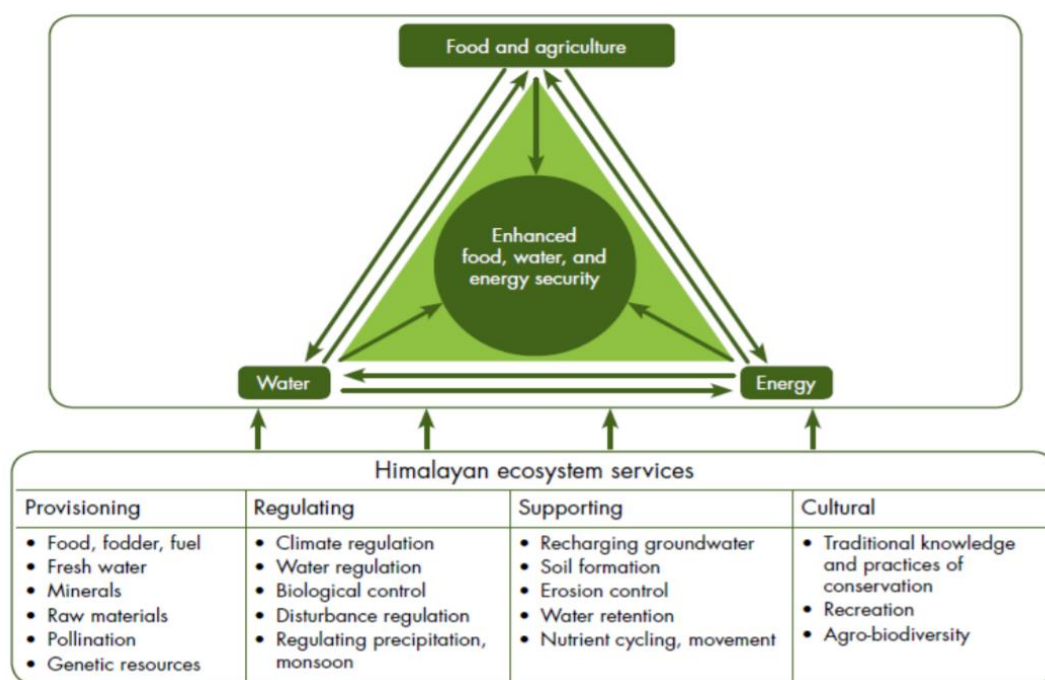 Food and agriculture
Enhanced
food, water, and
energy security
Water
Energy
Himalayan ecosystem services
Provisioning
• Food, fodder, fuel
• Fresh water
• Minerals
• Raw materials
• Pollination
• Genetic resources
Regulating
• Climate regulation
• Water regulation
• Biological control
• Disturbance regulation
• Regulating precipitation,
monsoon
Supporting
• Recharging groundwater
• Soil formation
• Erosion control
• Water retention
• Nutrient cycling, movement
Cultural
• Traditional knowledge
and practices of
conservation
• Recreation
• Agro-biodiversity